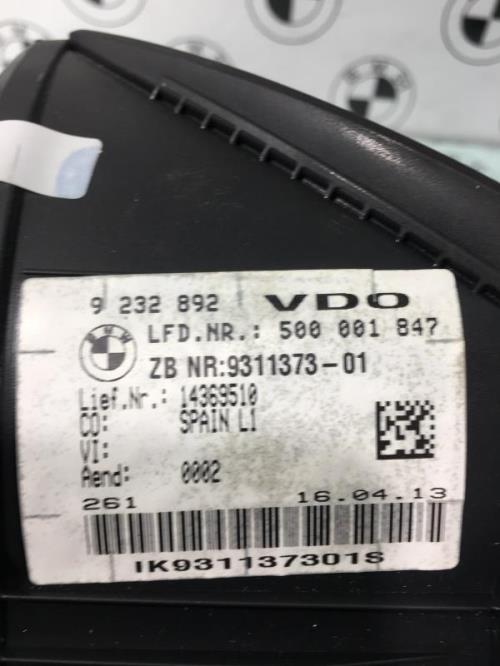 9 232 892 VDO
LFD.NR.: 500 001 847
ZB NR:9311373-01
Lief.Nr.: 14369510
CO: SPAIN L1
VI:
Aend: 0002
261 16.04.13
IK931137301S